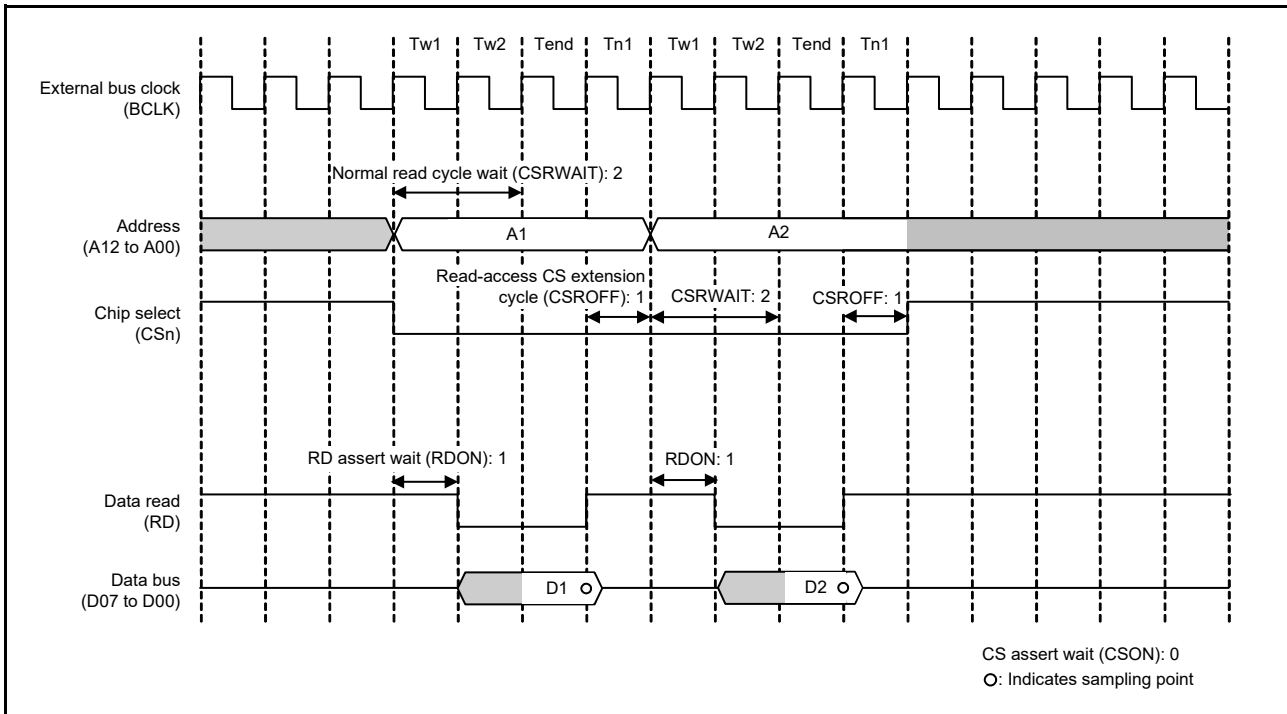 Tw1 Tw2 Tend Tn1 Tw1 Tw2 Tend Tn1
External bus clock
(BCLK)
Normal read cycle wait (CSRWAIT): 2
Address
(A12 to A00)
A1 A2
Read-access CS extension
cycle (CSROFF): 1 CSRWAIT: 2 CSROFF: 1
Chip select
(CSn)
RD assert wait (RDON): 1 RDON: 1
Data read
(RD)
Data bus
(D07 to D00)
D1 D2
CS assert wait (CSON): 0
: Indicates sampling point